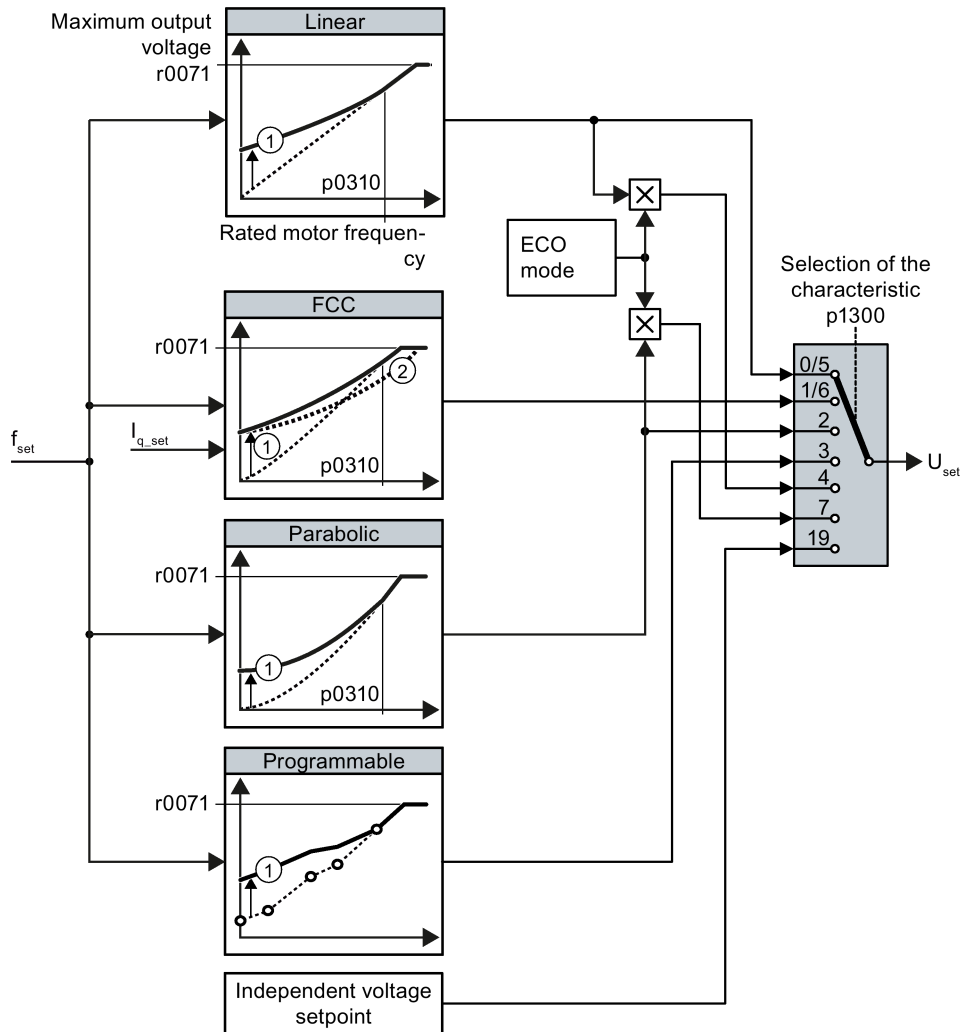 Linear
Maximum output
voltage
r0071
1
p0310
Rated motor frequen-
cy
ECO
mode
Selection of the
characteristic
p1300
FCC
r0071
2
1
p0310
f set
I q_set
0/5
1/6
2
3
4
7
19
U set
Parabolic
r0071
1
p0310
Programmable
r0071
1
Independent voltage
setpoint